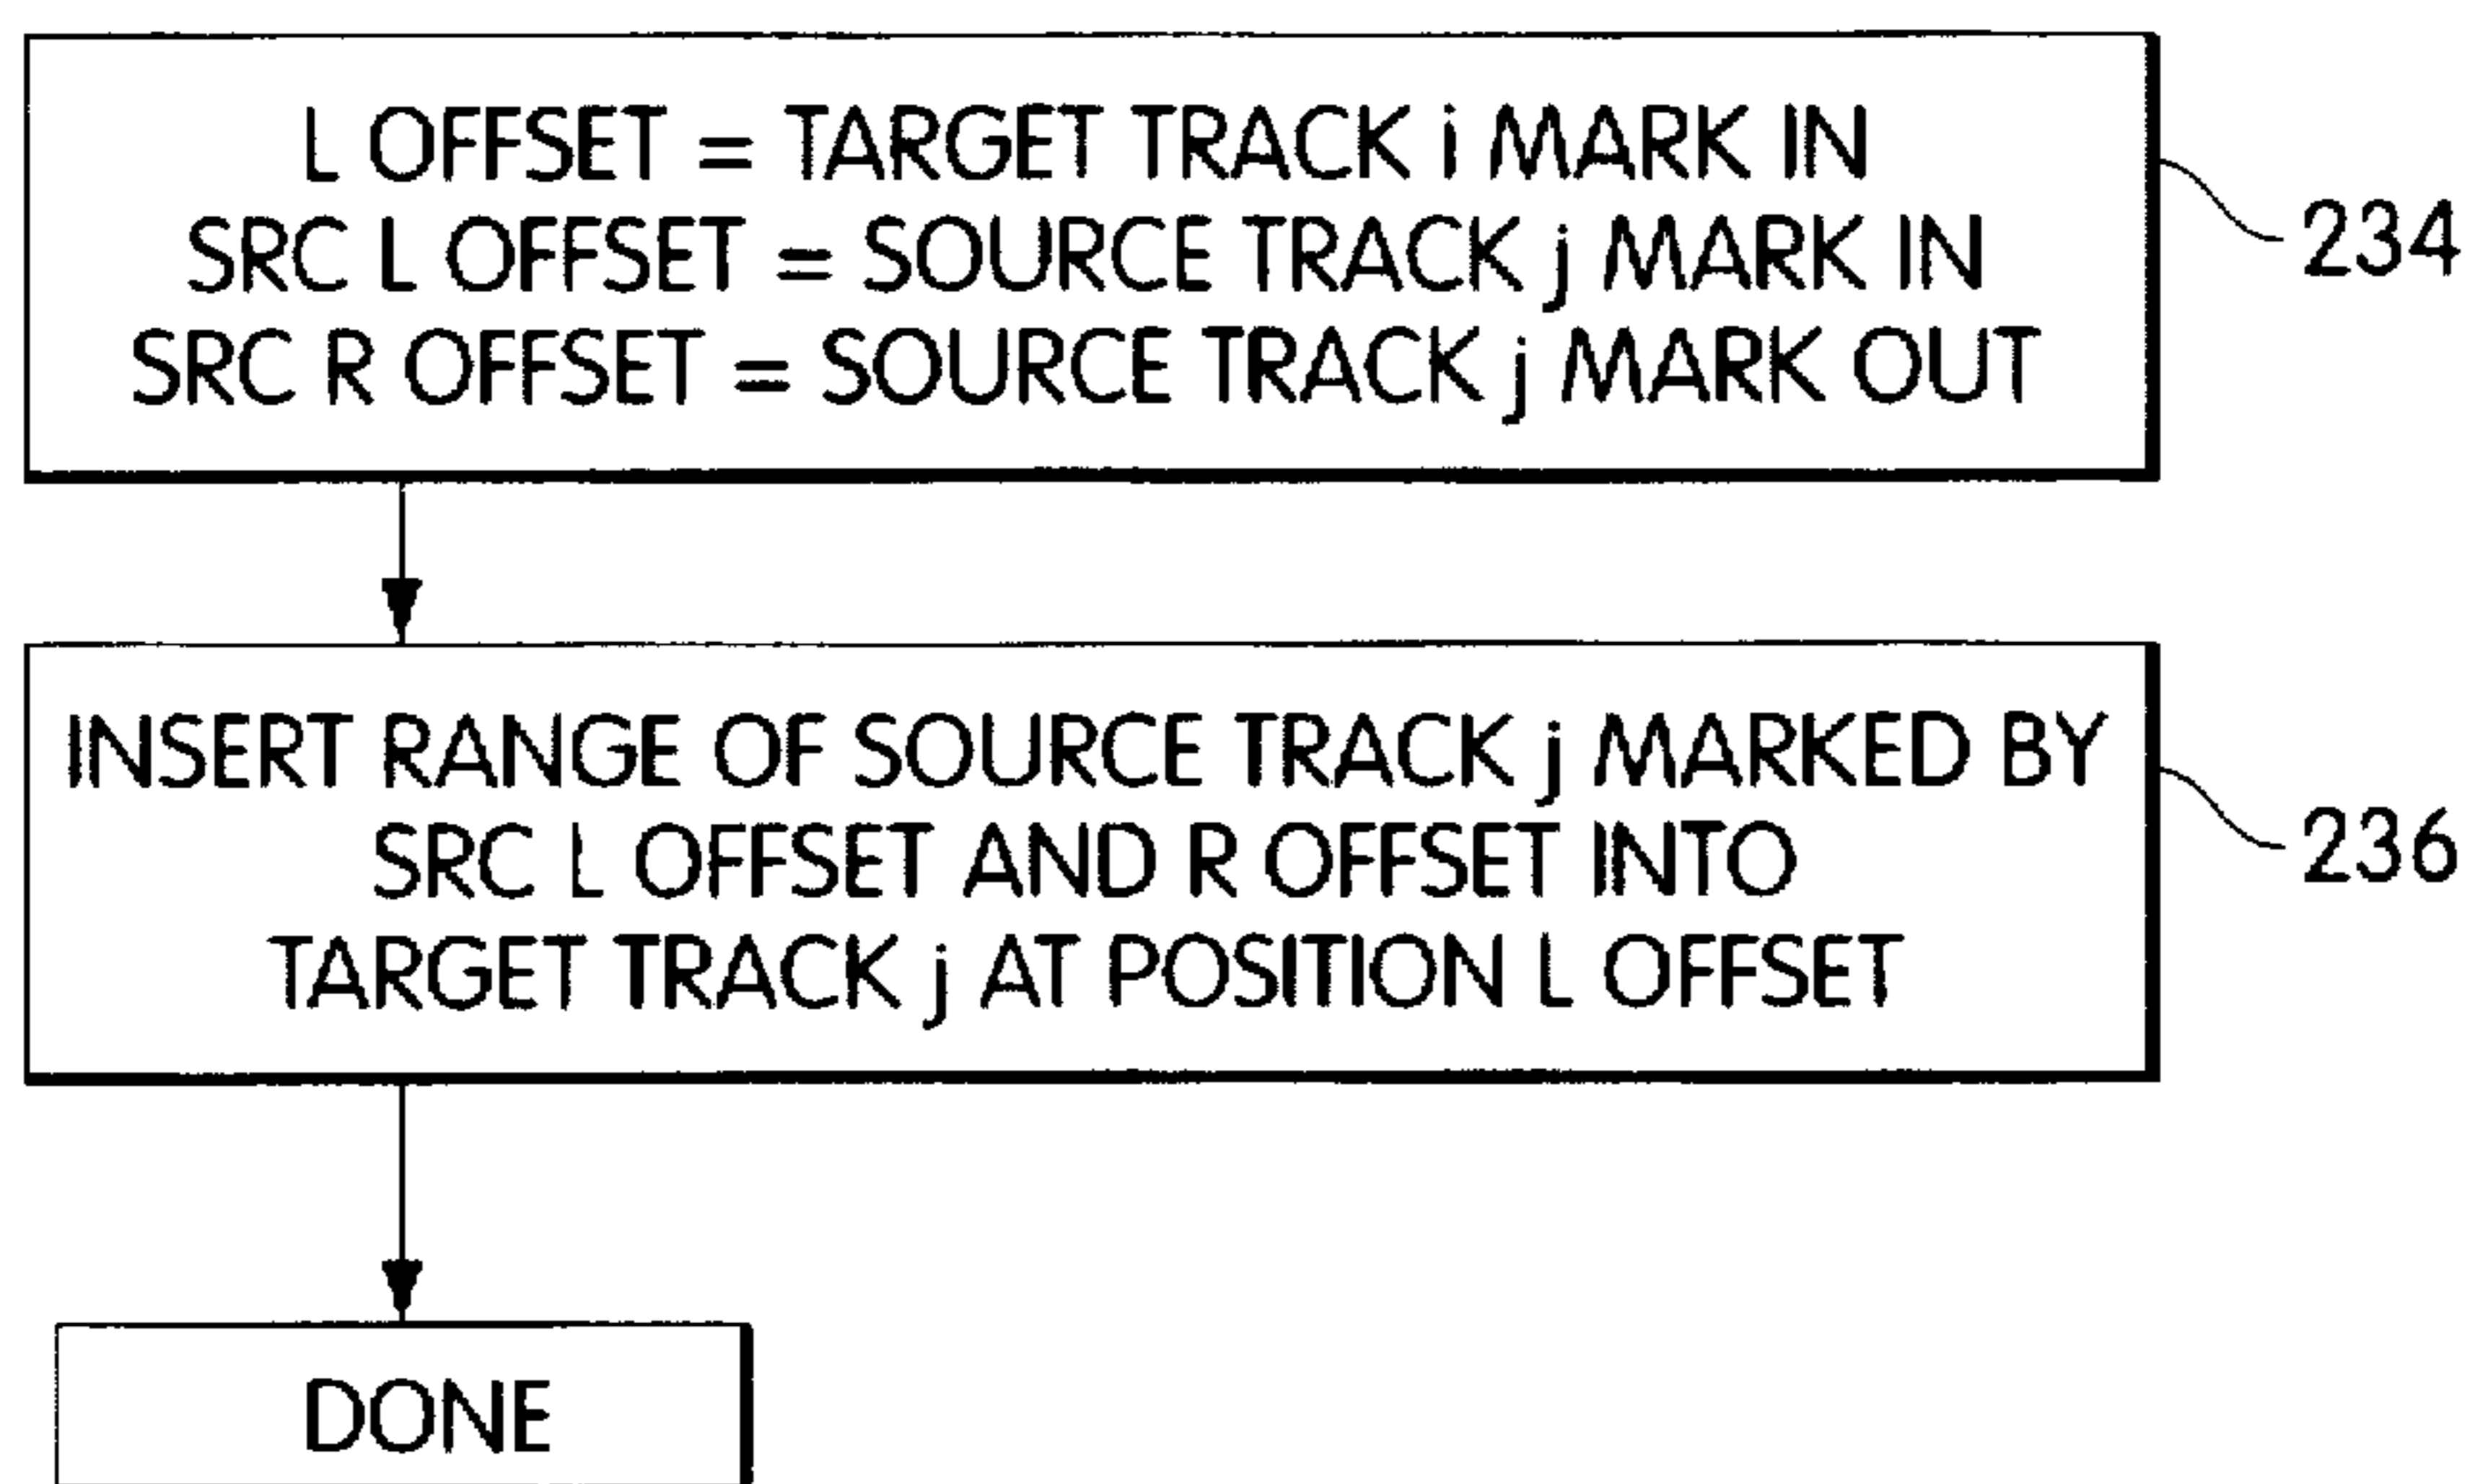 L OFFSET = TARGET TRACK i MARK IN
SRC L OFFSET = SOURCE TRACK j MARK IN
SRC R OFFSET = SOURCE TRACK j MARK OUT
234
INSERT RANGE OF SOURCE TRACK j MARKED BY
SRC L OFFSET AND R OFFSET INTO
TARGET TRACK j AT POSITION L OFFSET
236
DONE